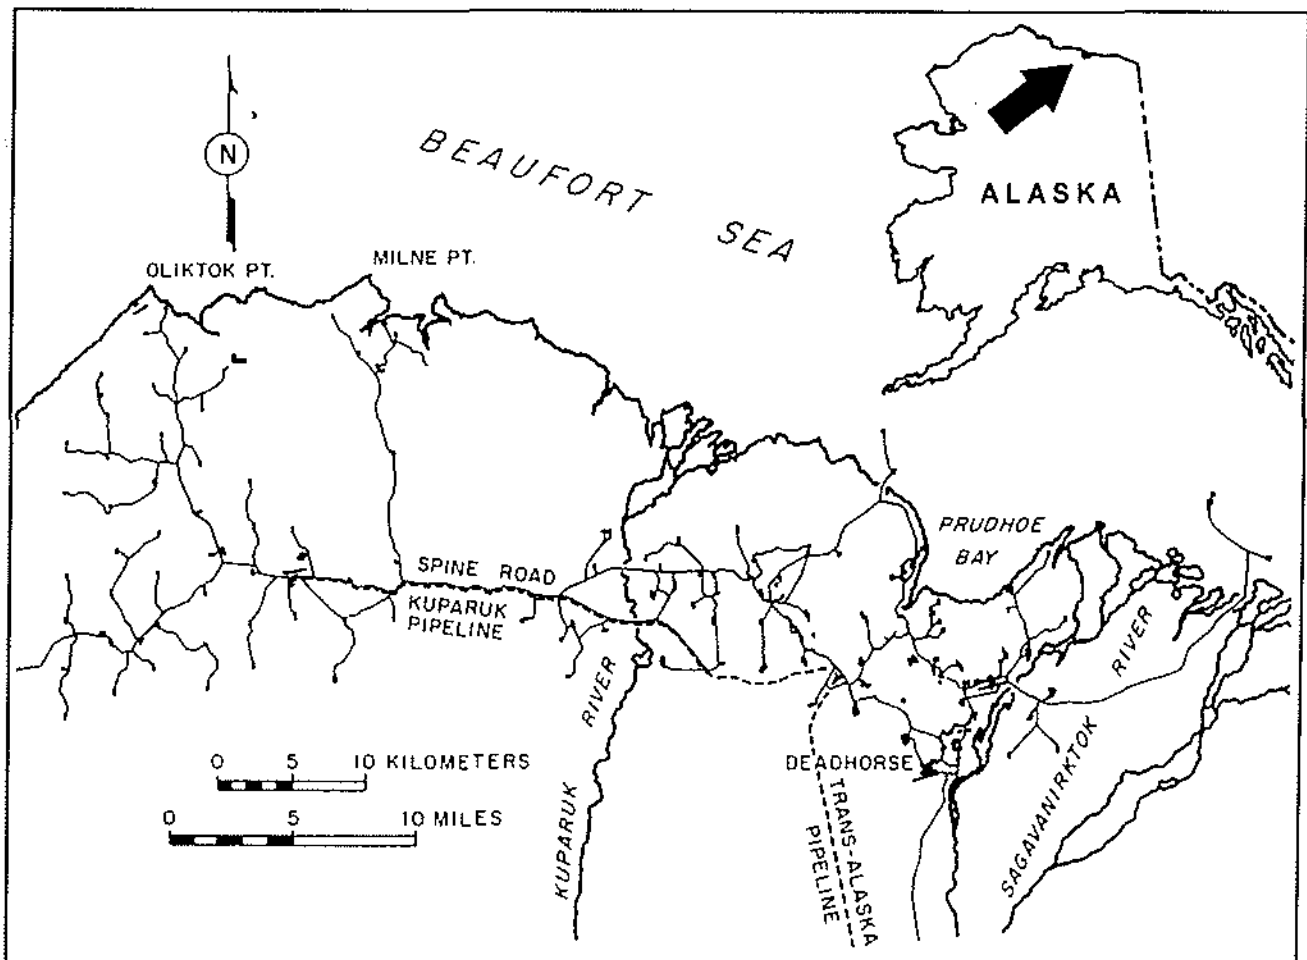 BEAUFORT SEA
ALASKA
N
OLIKTOK PT.
MILNE PT.
PRUDHOE
BAY
SPINE ROAD
KUPARUK
PIPELINE
RIVER
KUPARUK
RIVER
SAGAVANIRKTOK
DEADHORSE
TRANS-ALASKA
PIPELINE
0 5 10 KILOMETERS
0 5 10 MILES